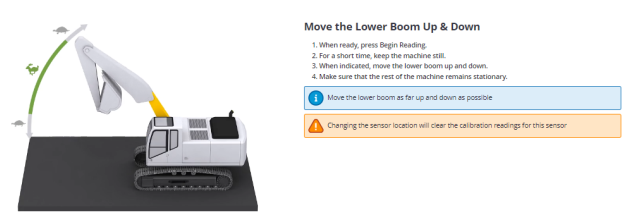 Move the Lower Boom Up & Down
1. When ready, press Begin Reading.
2. For a short time, keep the machine still.
3. When indicated, move the lower boom up and down.
4. Make sure that the rest of the machine remains stationary.
Move the lower boom as far up and down as possible
Changing the sensor location will clear the calibration readings for this sensor